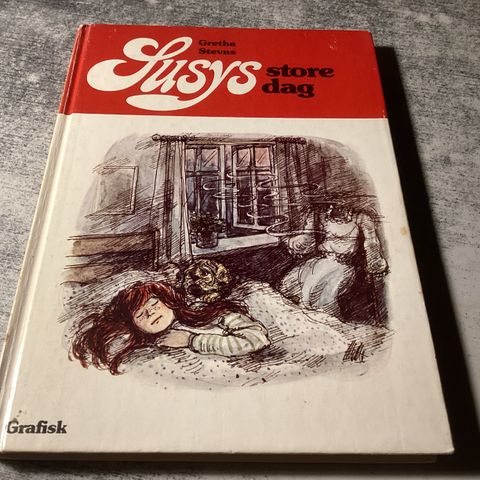 Gretha
Stevns
Susys store
dag
Grafisk